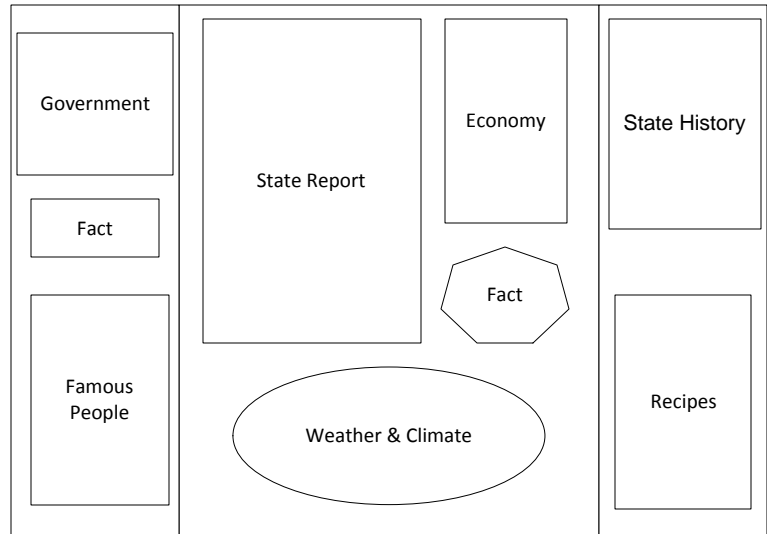 Government
Fact
Famous
People
State Report
Economy
Fact
Weather & Climate
State History
Recipes